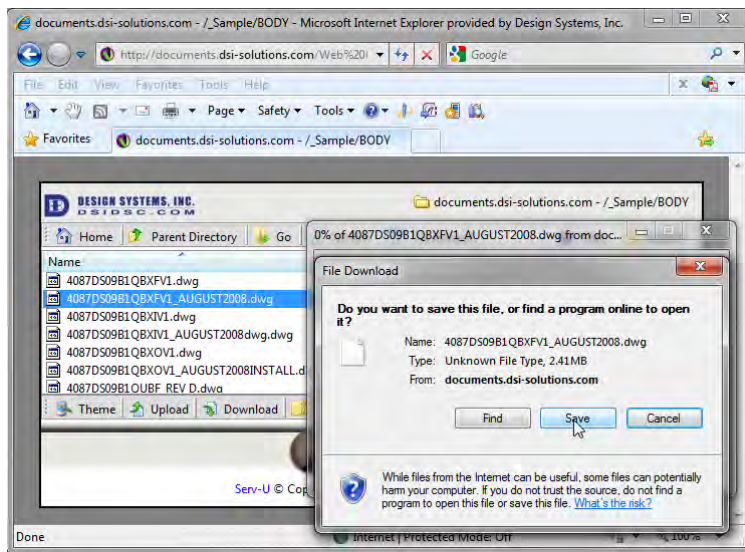 documents.dsi-solutions.com - /_Sample/BODY - Microsoft Internet Explorer provided by Design Systems, Inc.
http://documents.dsi-solutions.com/Web%20
Google
File Edit View Favorites Tools Help
Page Safety Tools
Favorites documents.dsi-solutions.com - /_Sample/BODY
DESIGN SYSTEMS, INC.
DSIDSC.COM
documents.dsi-solutions.com - /_Sample/BODY
Home Parent Directory Go
0% of 4087DS09B1QBXFV1_AUGUST2008.dwg from doc...
Name
4087DS09B1QBXFV1.dwg
4087DS09B1QBXFV1_AUGUST2008.dwg
4087DS09B1QBXIV1.dwg
4087DS09B1QBXIV1_AUGUST2008dwg.dwg
4087DS09B1QBXOV1.dwg
4087DS09B1QBXOV1_AUGUST2008INSTALL.d
4087DS09B1OUBF REV D.dwg
Theme Upload Download
Serv-U © Cop
File Download
Do you want to save this file, or find a program online to open
it?
Name: 4087DS09B1QBXFV1_AUGUST2008.dwg
Type: Unknown File Type, 2.41MB
From: documents.dsi-solutions.com
Find Save Cancel
While files from the Internet can be useful, some files can potentially
harm your computer. If you do not trust the source, do not find a
program to open this file or save this file. What's the risk?
Done
Internet | Protected Mode: Off
100%